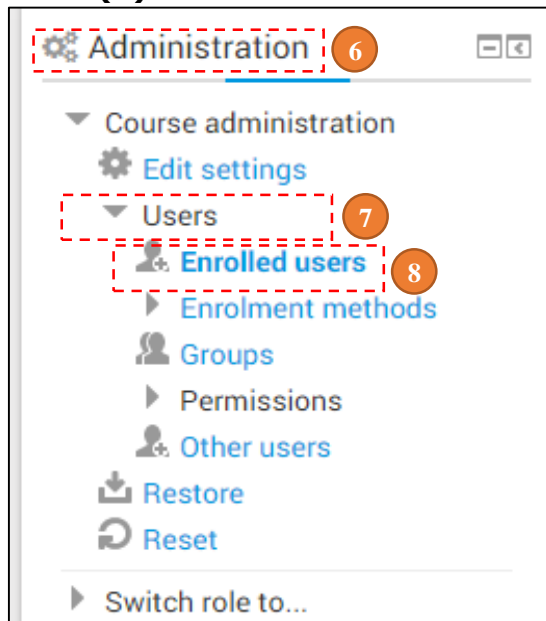 Administration 6
Course administration
Edit settings
Users 7
Enrolled users 8
Enrolment methods
Groups
Permissions
Other users
Restore
Reset
Switch role to...